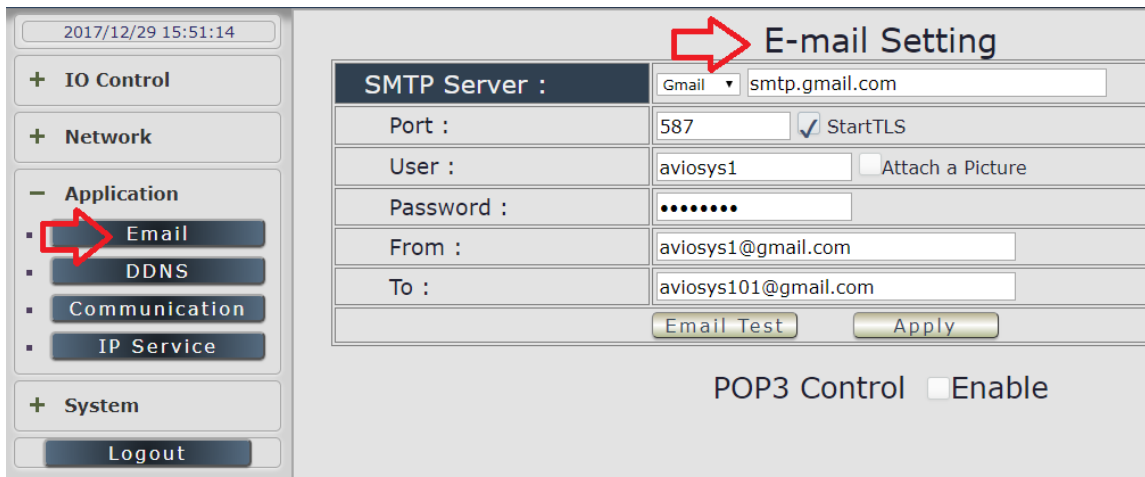 2017/12/29 15:51:14
+ IO Control
+ Network
− Application
Email
DDNS
Communication
IP Service
+ System
Logout
E-mail Setting
SMTP Server : Gmail smtp.gmail.com
Port : 587 StartTLS
User : aviosys1 Attach a Picture
Password : ••••••••
From : aviosys1@gmail.com
To : aviosys101@gmail.com
Email Test Apply
POP3 Control Enable